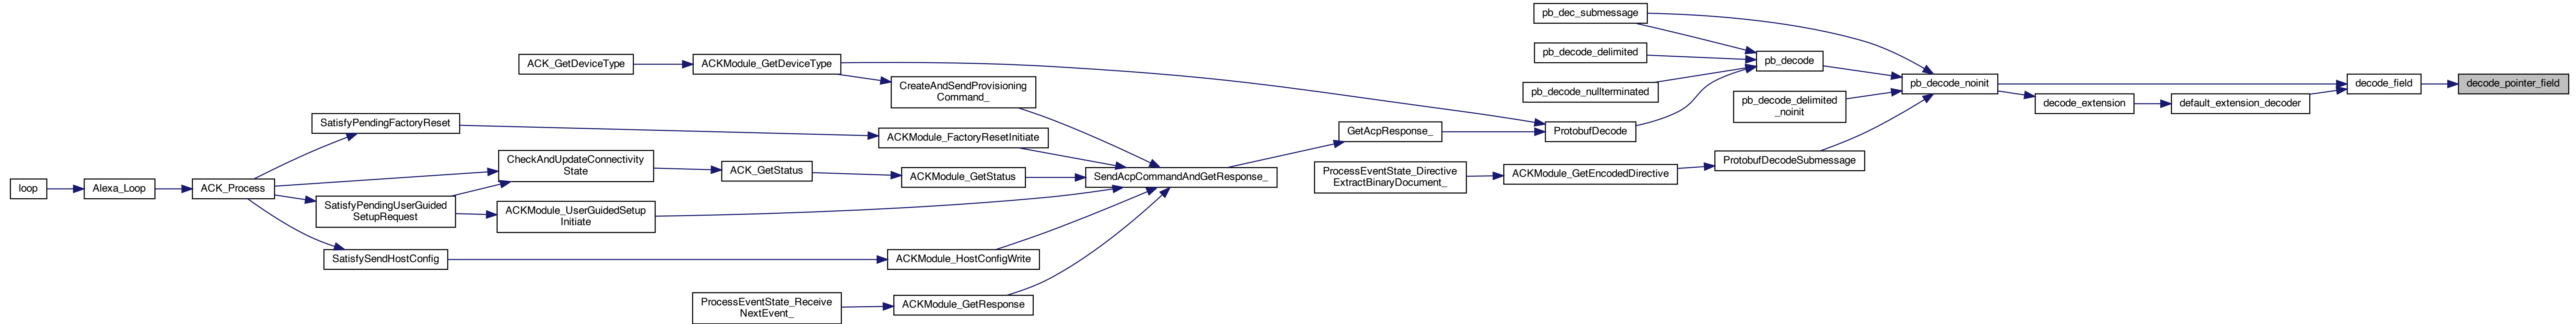 loop
Alexa_Loop
ACK_Process
SatisfyPendingFactoryReset
CheckAndUpdateConnectivity
State
SatisfyPendingUserGuided
SetupRequest
SatisfySendHostConfig
ACK_GetDeviceType
ACKModule_GetDeviceType
CreateAndSendProvisioning
Command_
ACKModule_FactoryResetInitiate
ACK_GetStatus
ACKModule_GetStatus
ACKModule_UserGuidedSetup
Initiate
ACKModule_HostConfigWrite
ProcessEventState_Receive
NextEvent_
ACKModule_GetResponse
SendAcpCommandAndGetResponse_
GetAcpResponse_
ProcessEventState_Directive
ExtractBinaryDocument_
ACKModule_GetEncodedDirective
ProtobufDecode
ProtobufDecodeSubmessage
pb_dec_submessage
pb_decode_delimited
pb_decode_nullterminated
pb_decode
pb_decode_delimited
_noinit
pb_decode_noinit
decode_extension
default_extension_decoder
decode_field
decode_pointer_field